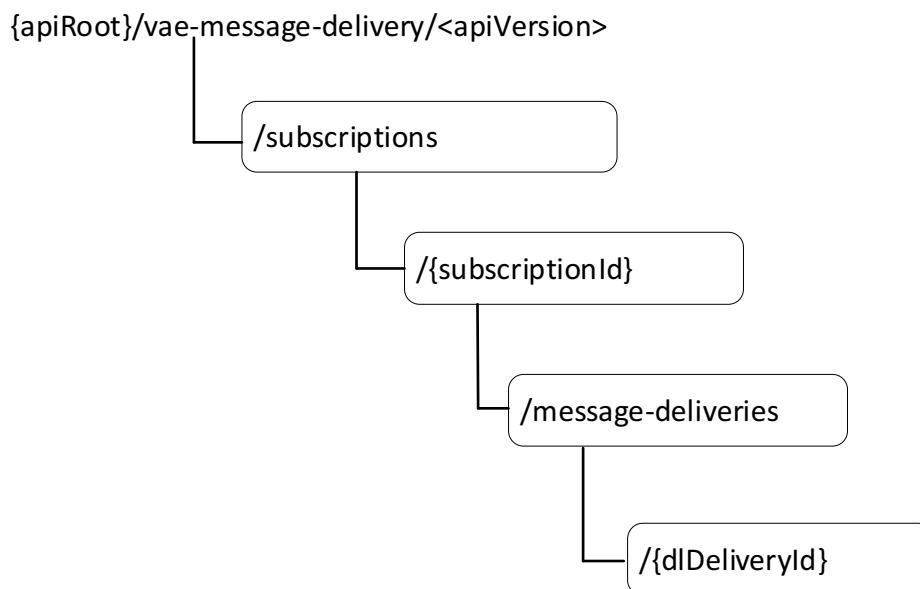 {apiRoot}/vae-message-delivery/<apiVersion>
/subscriptions
/{subscriptionId}
/message-deliveries
/{dlDeliveryId}